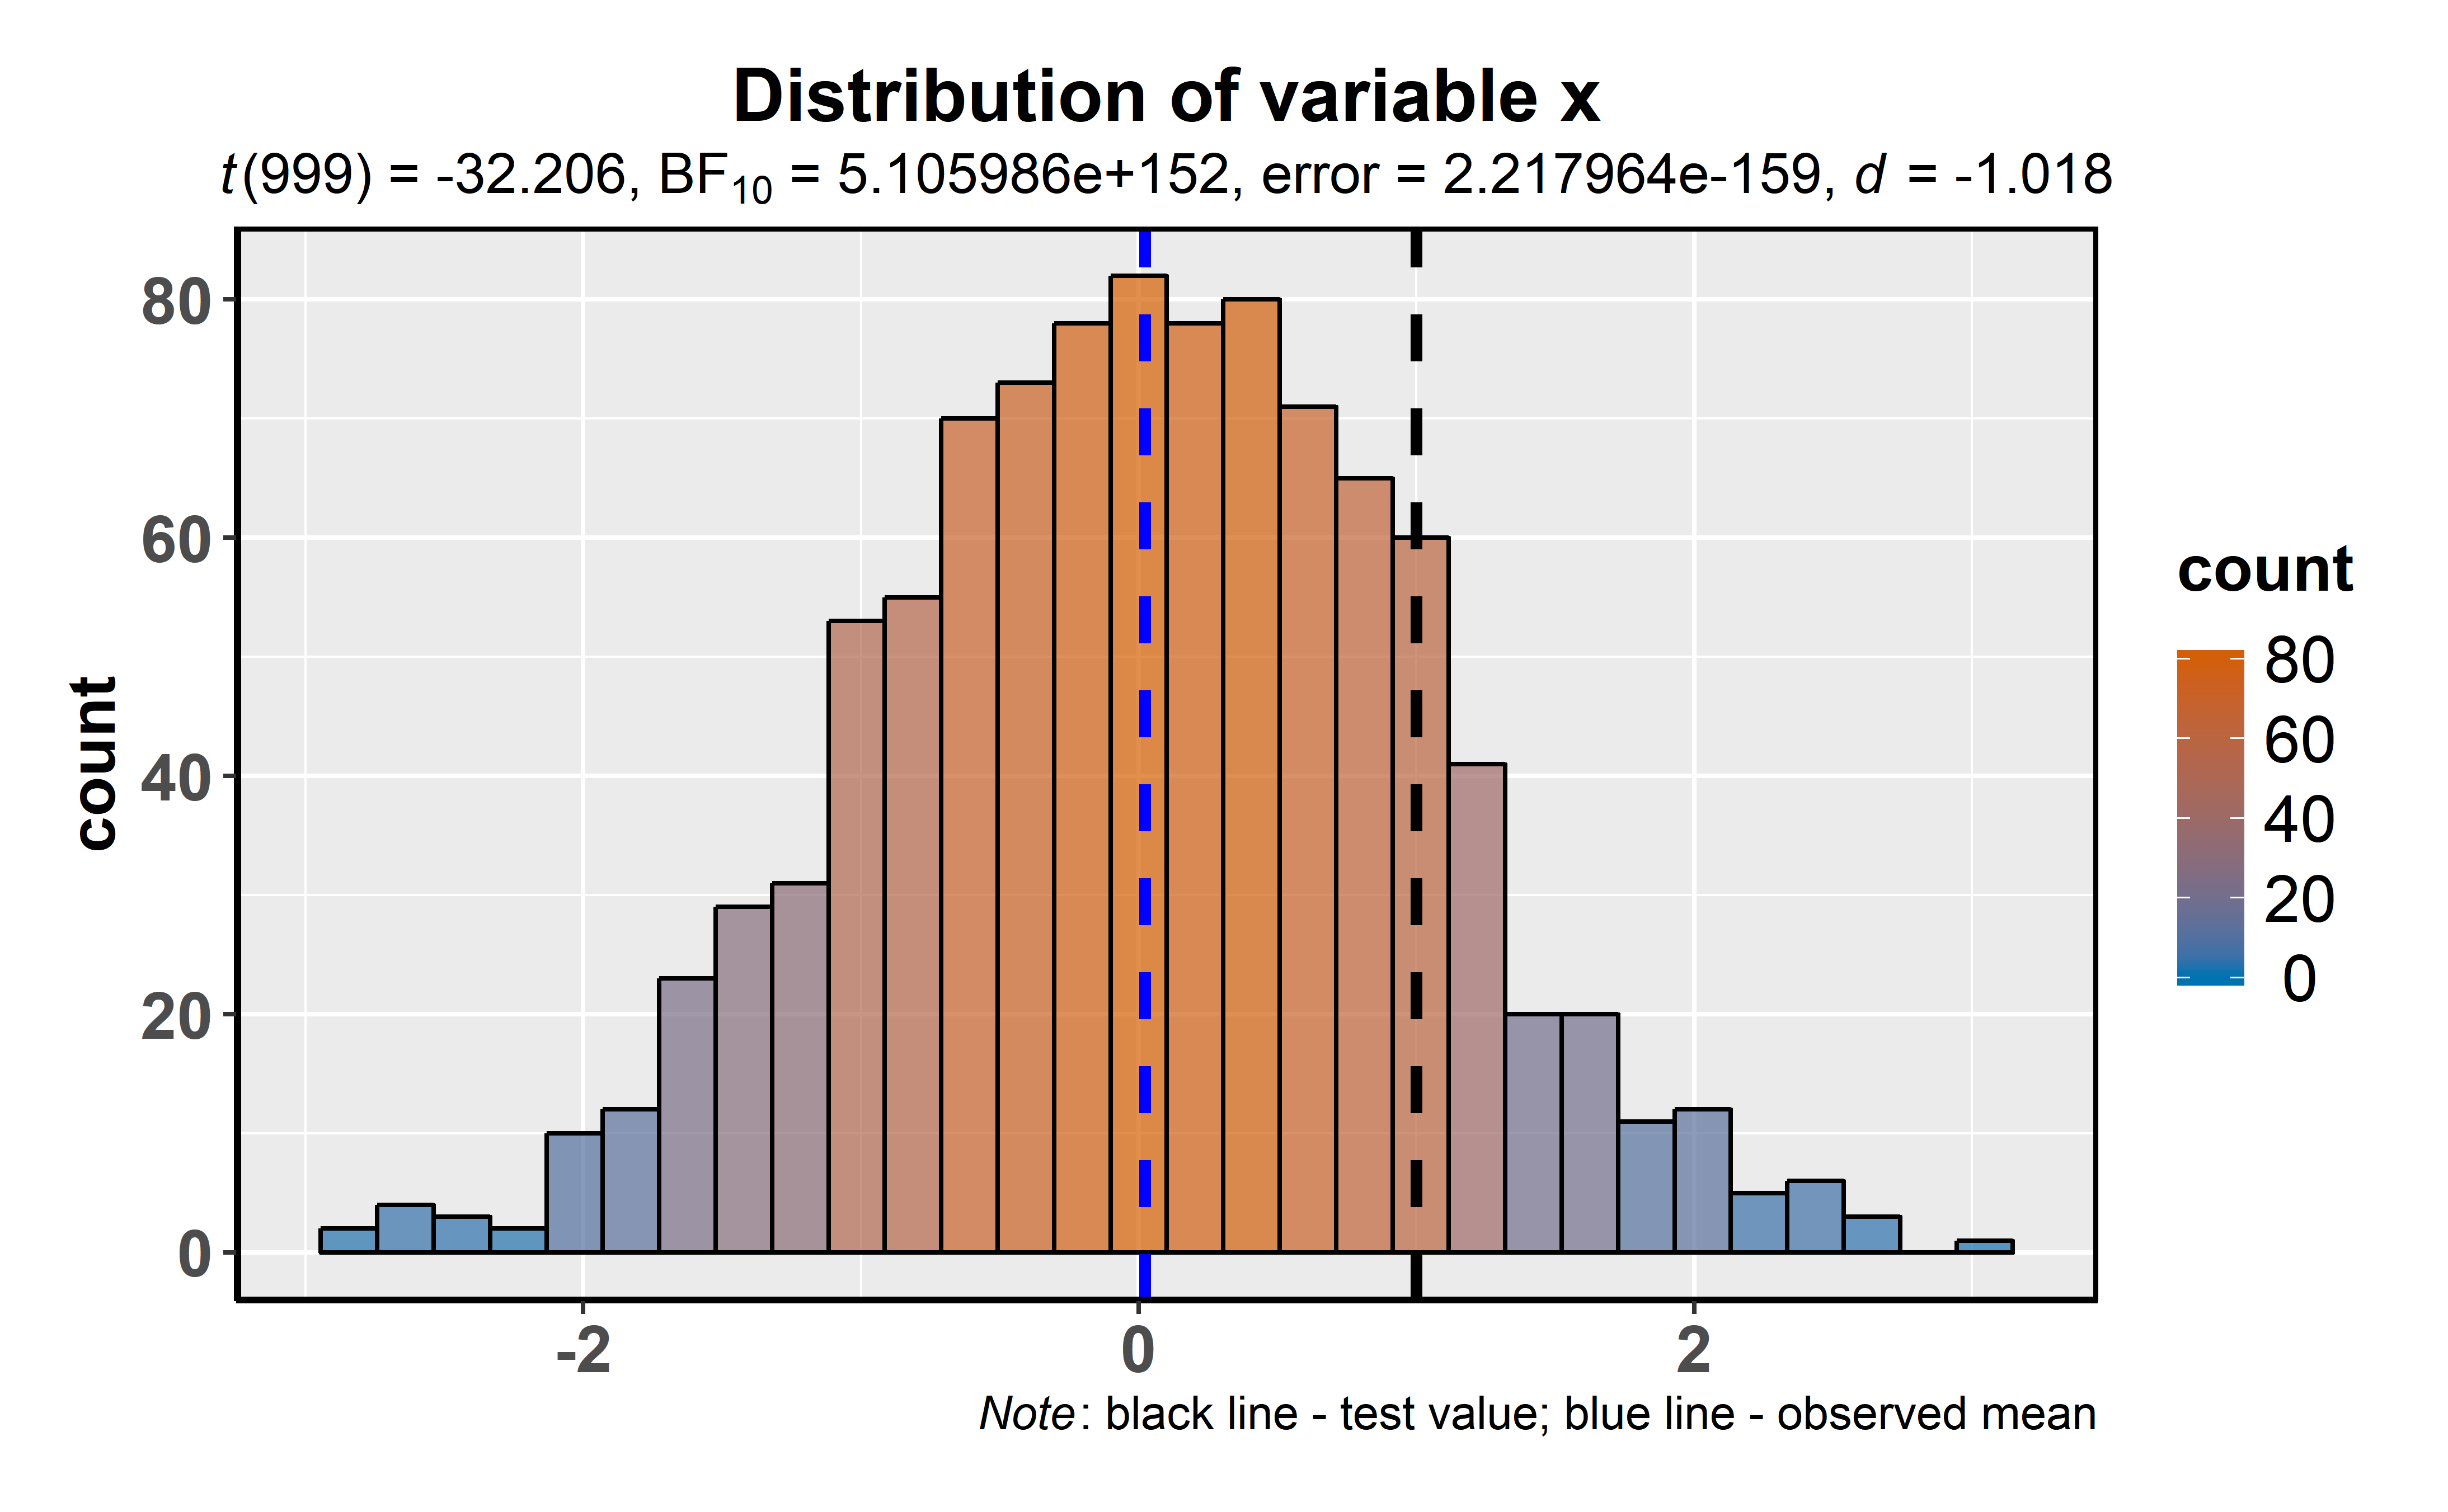 Distribution of variable x
t(999) = -32.206, BF₁₀ = 5.105986e+152, error = 2.217964e-159, d = -1.018
80
60
40
20
0
count
-2
0
2
count
80
60
40
20
0
Note: black line - test value; blue line - observed mean